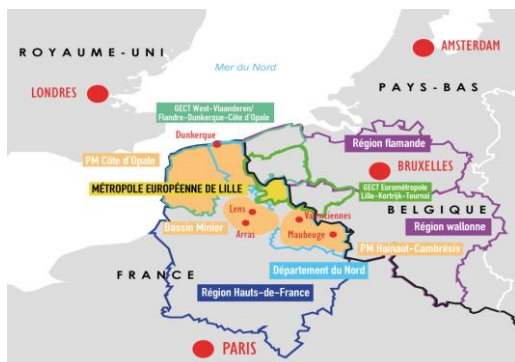 ROYAUME-UNI
AMSTERDAM
Mer du Nord
PAYS-BAS
LONDRES
GECT West-Vlaanderen/
Flandre-Dunkerque-Côte d'Opale
Dunkerque
Région flamande
PM Côte d'Opale
BRUXELLES
MÉTROPOLE EUROPÉENNE DE LILLE
GECT Eurométropole
Lille-Kortrijk-Tournai
Lens
Valenciennes
BELGIQUE
Bassin Minier
Arras
Maubeuge
Région wallonne
PM Hainaut-Cambrésis
FRANCE
Département du Nord
Région Hauts-de-France
PARIS